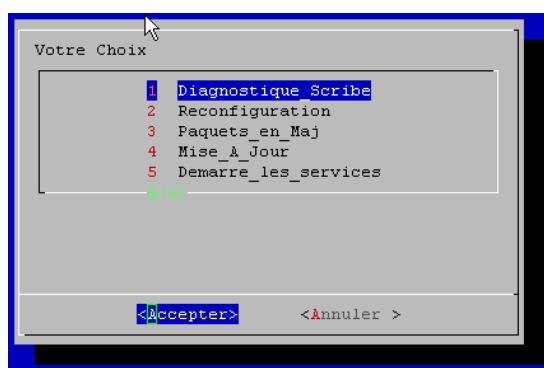 Votre Choix
1 Diagnostique_Scribe
2 Reconfiguration
3 Paquets_en_Maj
4 Mise_A_Jour
5 Demarre_les_services
<Accepter> <Annuler >